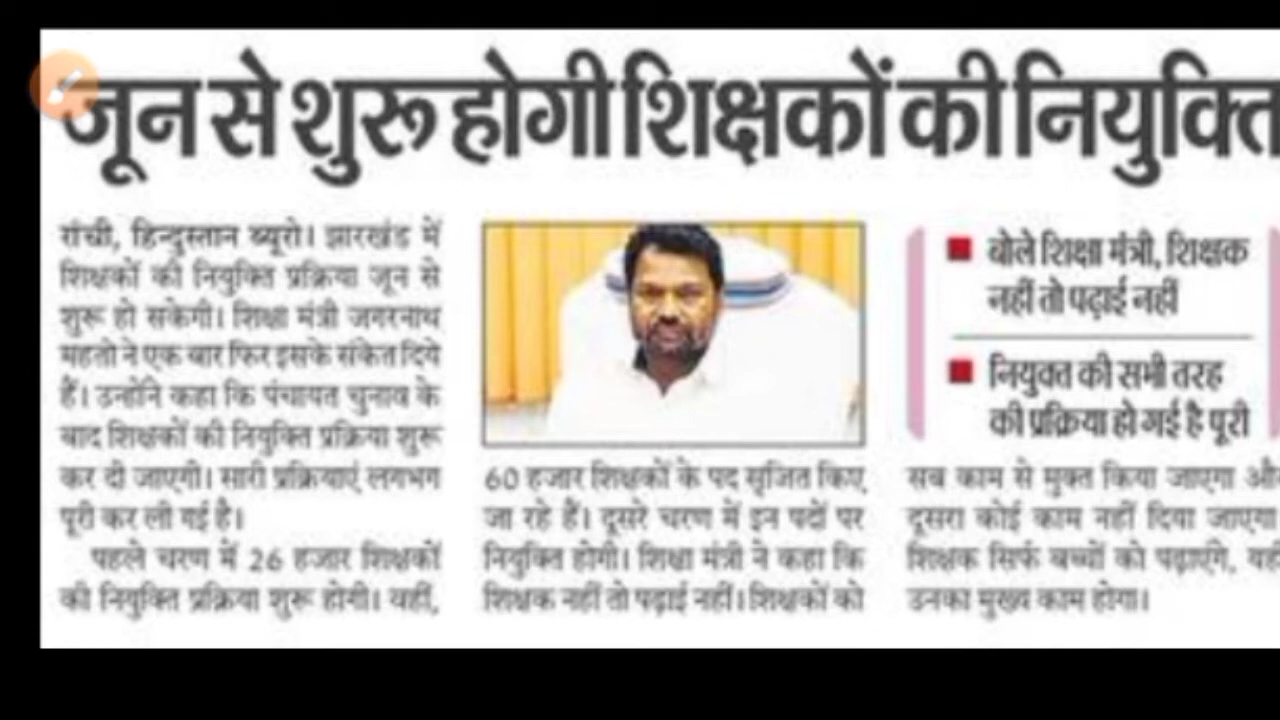 जून से शुरू होगी शिक्षकों की नियुक्ति
रांची, हिन्दुस्तान ब्यूरो। झारखंड में
शिक्षकों की नियुक्ति प्रक्रिया जून से
शुरू हो सकेगी। शिक्षा मंत्री जगरनाथ
महतो ने एक बार फिर इसके संकेत दिये
हैं। उन्होंने कहा कि पंचायत चुनाव के
बाद शिक्षकों की नियुक्ति प्रक्रिया शुरू
कर दी जाएगी। सारी प्रक्रियाएं लगभग
पूरी कर ली गई है।
पहले चरण में 26 हजार शिक्षकों
की नियुक्ति प्रक्रिया शुरू होगी। वहीं,
60 हजार शिक्षकों के पद सृजित किए
जा रहे हैं। दूसरे चरण में इन पदों पर
नियुक्ति होगी। शिक्षा मंत्री ने कहा कि
शिक्षक नहीं तो पढ़ाई नहीं। शिक्षकों को
बोले शिक्षा मंत्री, शिक्षक
नहीं तो पढ़ाई नहीं
नियुक्त की सभी तरह
की प्रक्रिया हो गई है पूरी
सब काम से मुक्त किया जाएगा और
दूसरा कोई काम नहीं दिया जाएगा
शिक्षक सिर्फ बच्चों को पढ़ाएंगे, यही
उनका मुख्य काम होगा।